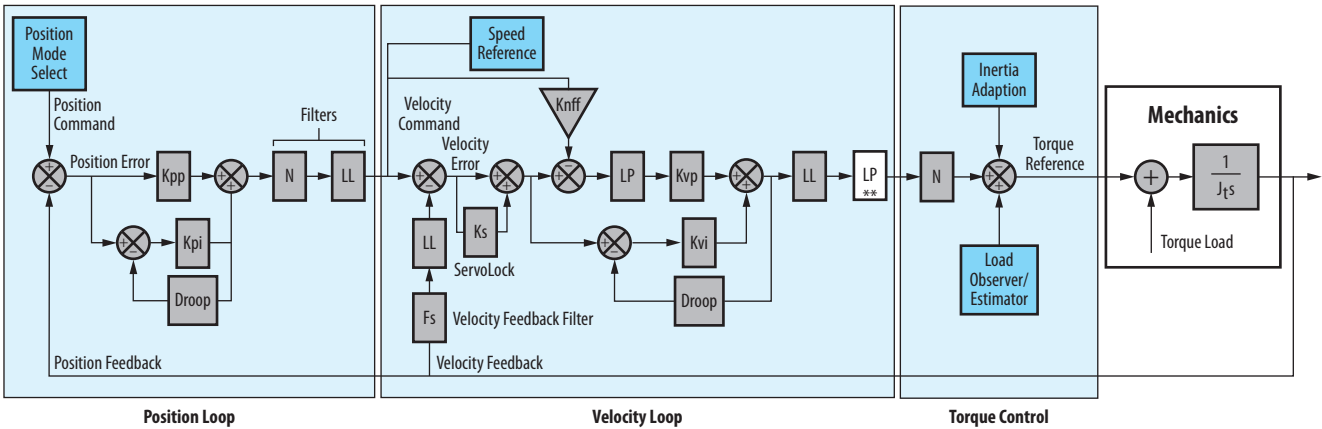 Position
Mode
Select
Position
Command
Position Error
Kpp
Kpi
Droop
Filters
N
LL
Position Feedback
Position Loop
Speed
Reference
Velocity
Command
Velocity
Error
Knff
LL
Ks
ServoLock
Fs
Velocity Feedback Filter
Velocity Feedback
LP
Kvp
Kvi
Droop
LL
LP
**
Velocity Loop
Inertia
Adaption
N
Torque
Reference
Load
Observer/
Estimator
Torque Control
Mechanics
+
1
Jts
Torque Load